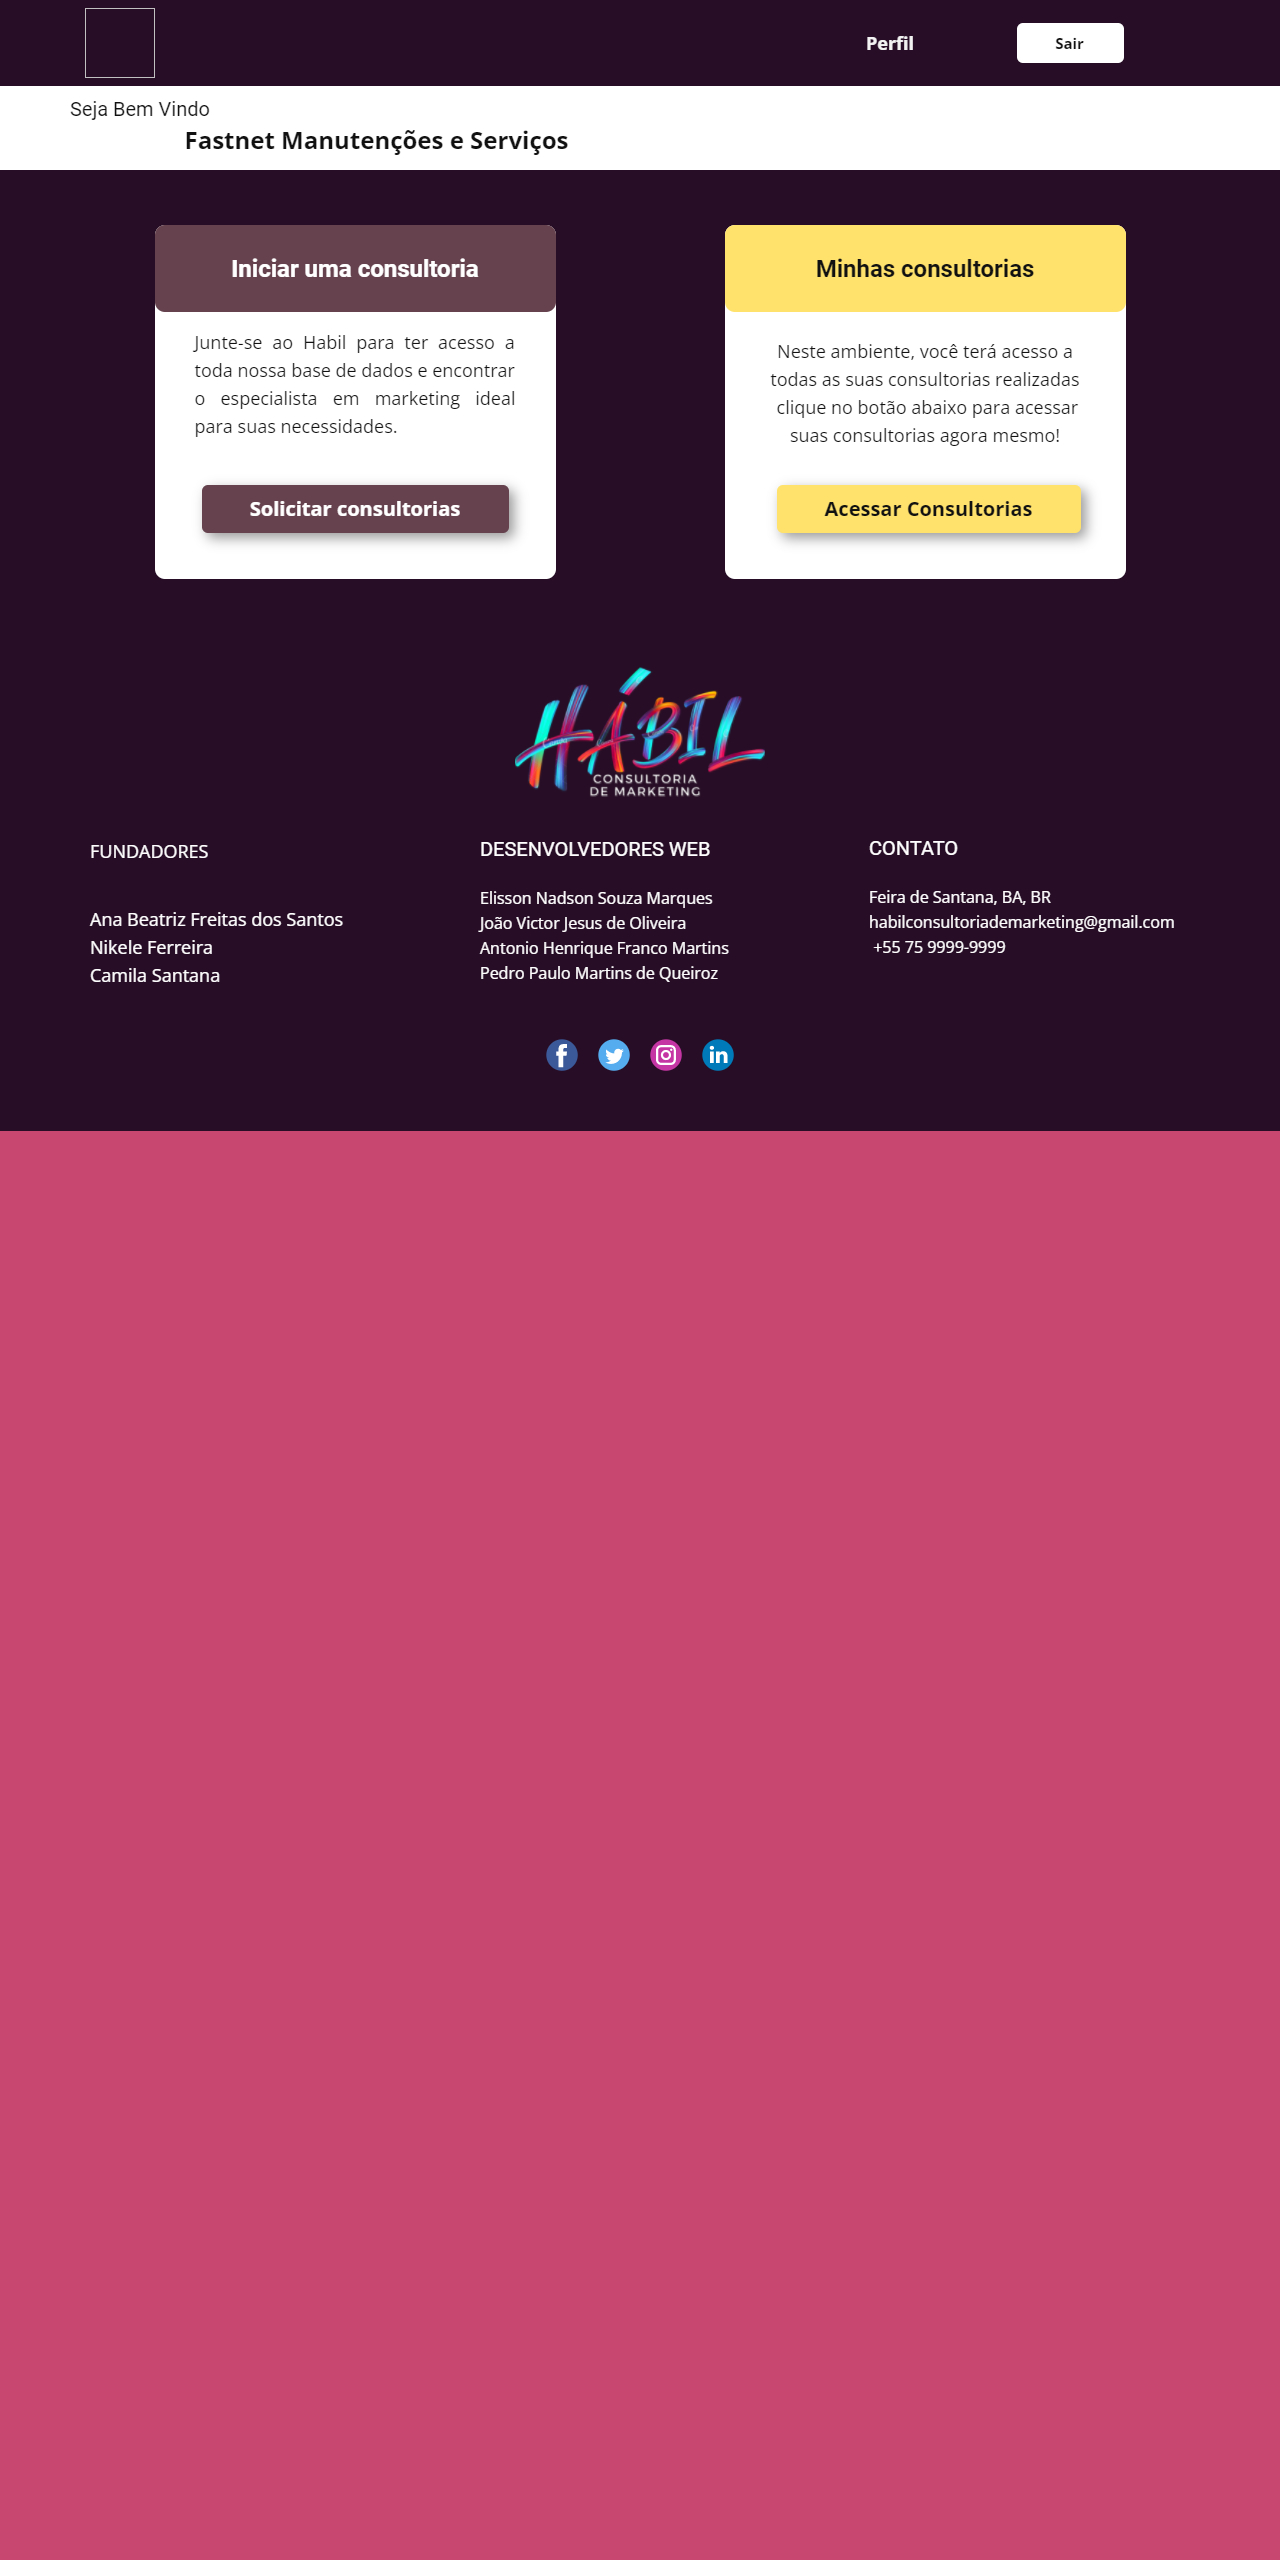 Perfil
Sair
Seja Bem Vindo
Fastnet Manutenções e Serviços
Iniciar uma consultoria
Junte-se ao Habil para ter acesso a
toda nossa base de dados e encontrar
o especialista em marketing ideal
para suas necessidades.
Solicitar consultorias
Minhas consultorias
Neste ambiente, você terá acesso a
todas as suas consultorias realizadas
clique no botão abaixo para acessar
suas consultorias agora mesmo!
Acessar Consultorias
HÁBIL
CONSULTORIA
DE MARKETING
FUNDADORES
Ana Beatriz Freitas dos Santos
Nikele Ferreira
Camila Santana
DESENVOLVEDORES WEB
Elisson Nadson Souza Marques
João Victor Jesus de Oliveira
Antonio Henrique Franco Martins
Pedro Paulo Martins de Queiroz
CONTATO
Feira de Santana, BA, BR
habilconsultoriademarketing@gmail.com
+55 75 9999-9999